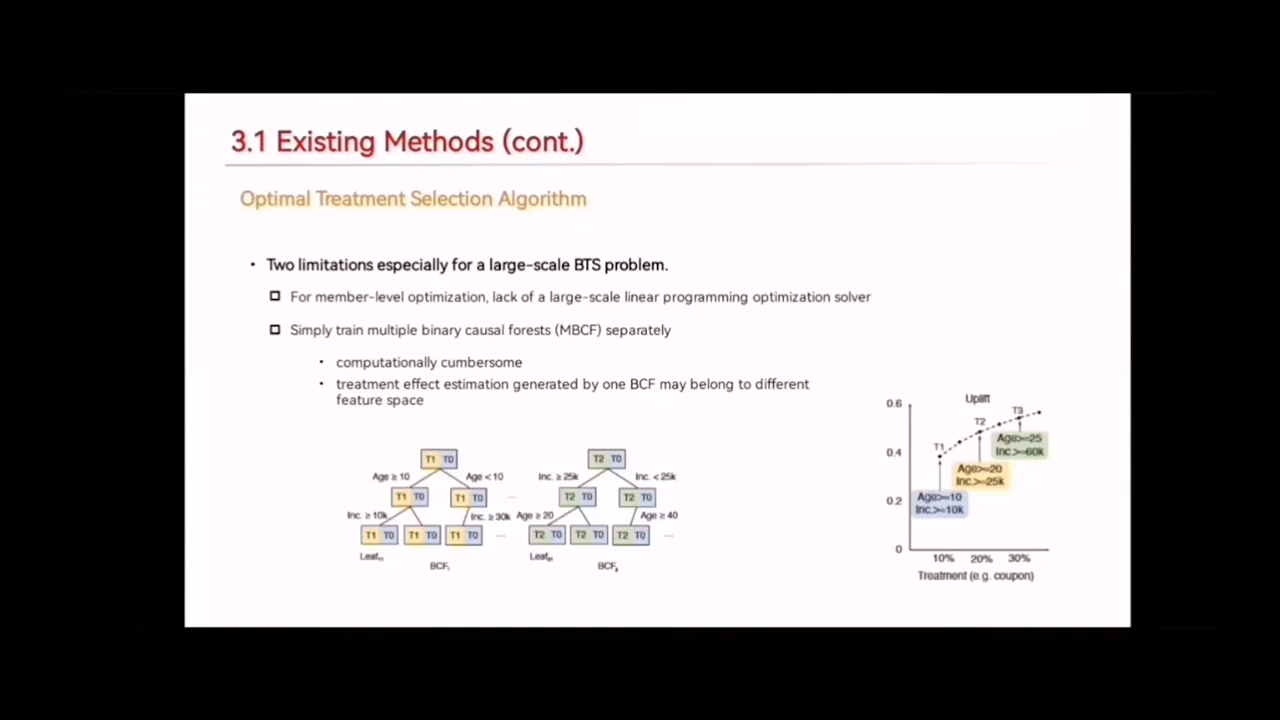 3.1 Existing Methods (cont.)
Optimal Treatment Selection Algorithm
• Two limitations especially for a large-scale BTS problem.
For member-level optimization, lack of a large-scale linear programming optimization solver
Simply train multiple binary causal forests (MBCF) separately
• computationally cumbersome
• treatment effect estimation generated by one BCF may belong to different
feature space
T1 T0
Age ≥ 10 Age < 10
T1 T0 T1 T0 ...
Inc. ≥ 10k Inc. ≥ 30k
T1 T0 T1 T0 T1 T0 ...
Leaf
BCF
T2 T0
Inc. ≥ 25k Inc. < 25k
T2 T0 T2 T0
Age ≥ 20 Age ≥ 40
T2 T0 T2 T0 T2 T0 ...
Leaf
BCF
Uplift
0.6
0.4
0.2
0
T1
T2
T3
Age>=25
Inc.>=60k
Age>=20
Inc.>=25k
Age>=10
Inc.>=10k
10% 20% 30%
Treatment (e.g. coupon)